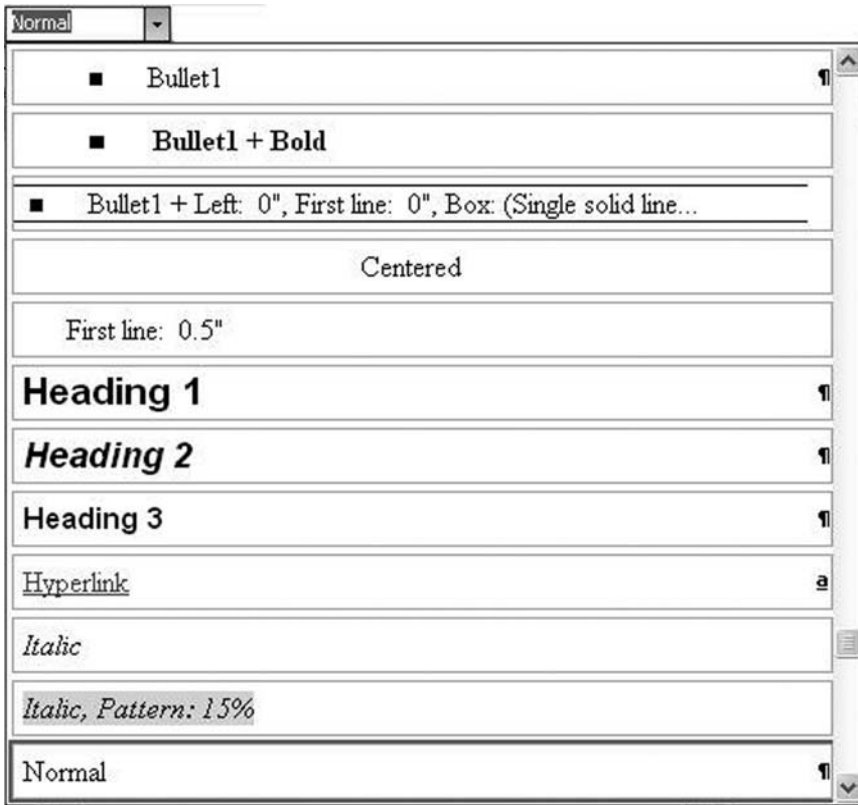 Normal
■ Bullet1 ¶
■ Bullet1 + Bold
■ Bullet1 + Left: 0", First line: 0", Box: (Single solid line...
Centered
First line: 0.5"
Heading 1 ¶
Heading 2 ¶
Heading 3 ¶
Hyperlink a
Italic
Italic, Pattern: 15%
Normal ¶